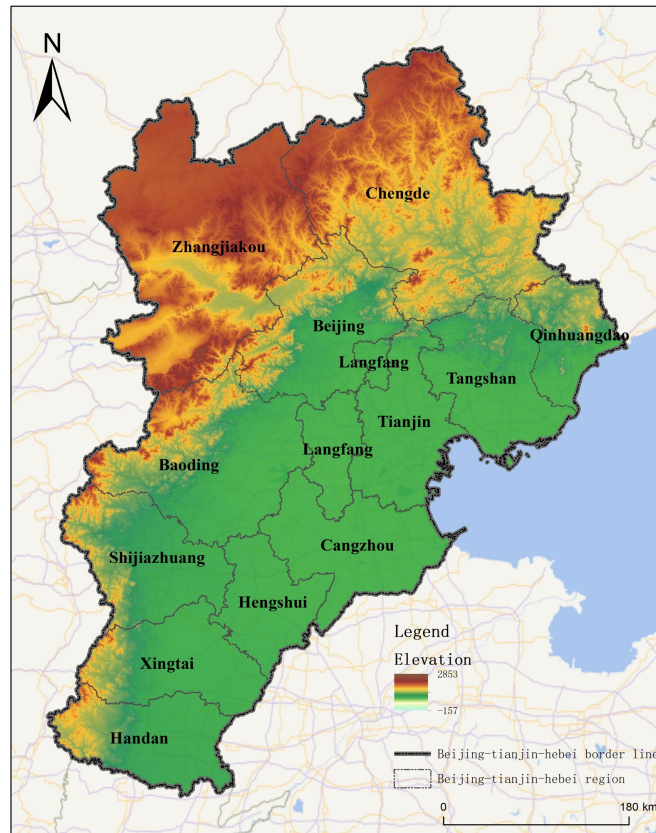 N
Chengde
Zhangjiakou
Beijing
Qinhuangdao
Langfang
Tangshan
Tianjin
Langfang
Baoding
Cangzhou
Shijiazhuang
Hengshui
Xingtai
Handan
Legend
Elevation
2853
-157
Beijing-tianjin-hebei border line
Beijing-tianjin-hebei region
0 180 km